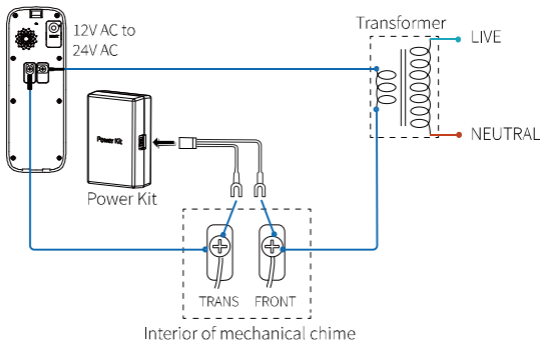 Transformer
12V AC to
24V AC
LIVE
Power Kit
NEUTRAL
Power Kit
TRANS
FRONT
Interior of mechanical chime